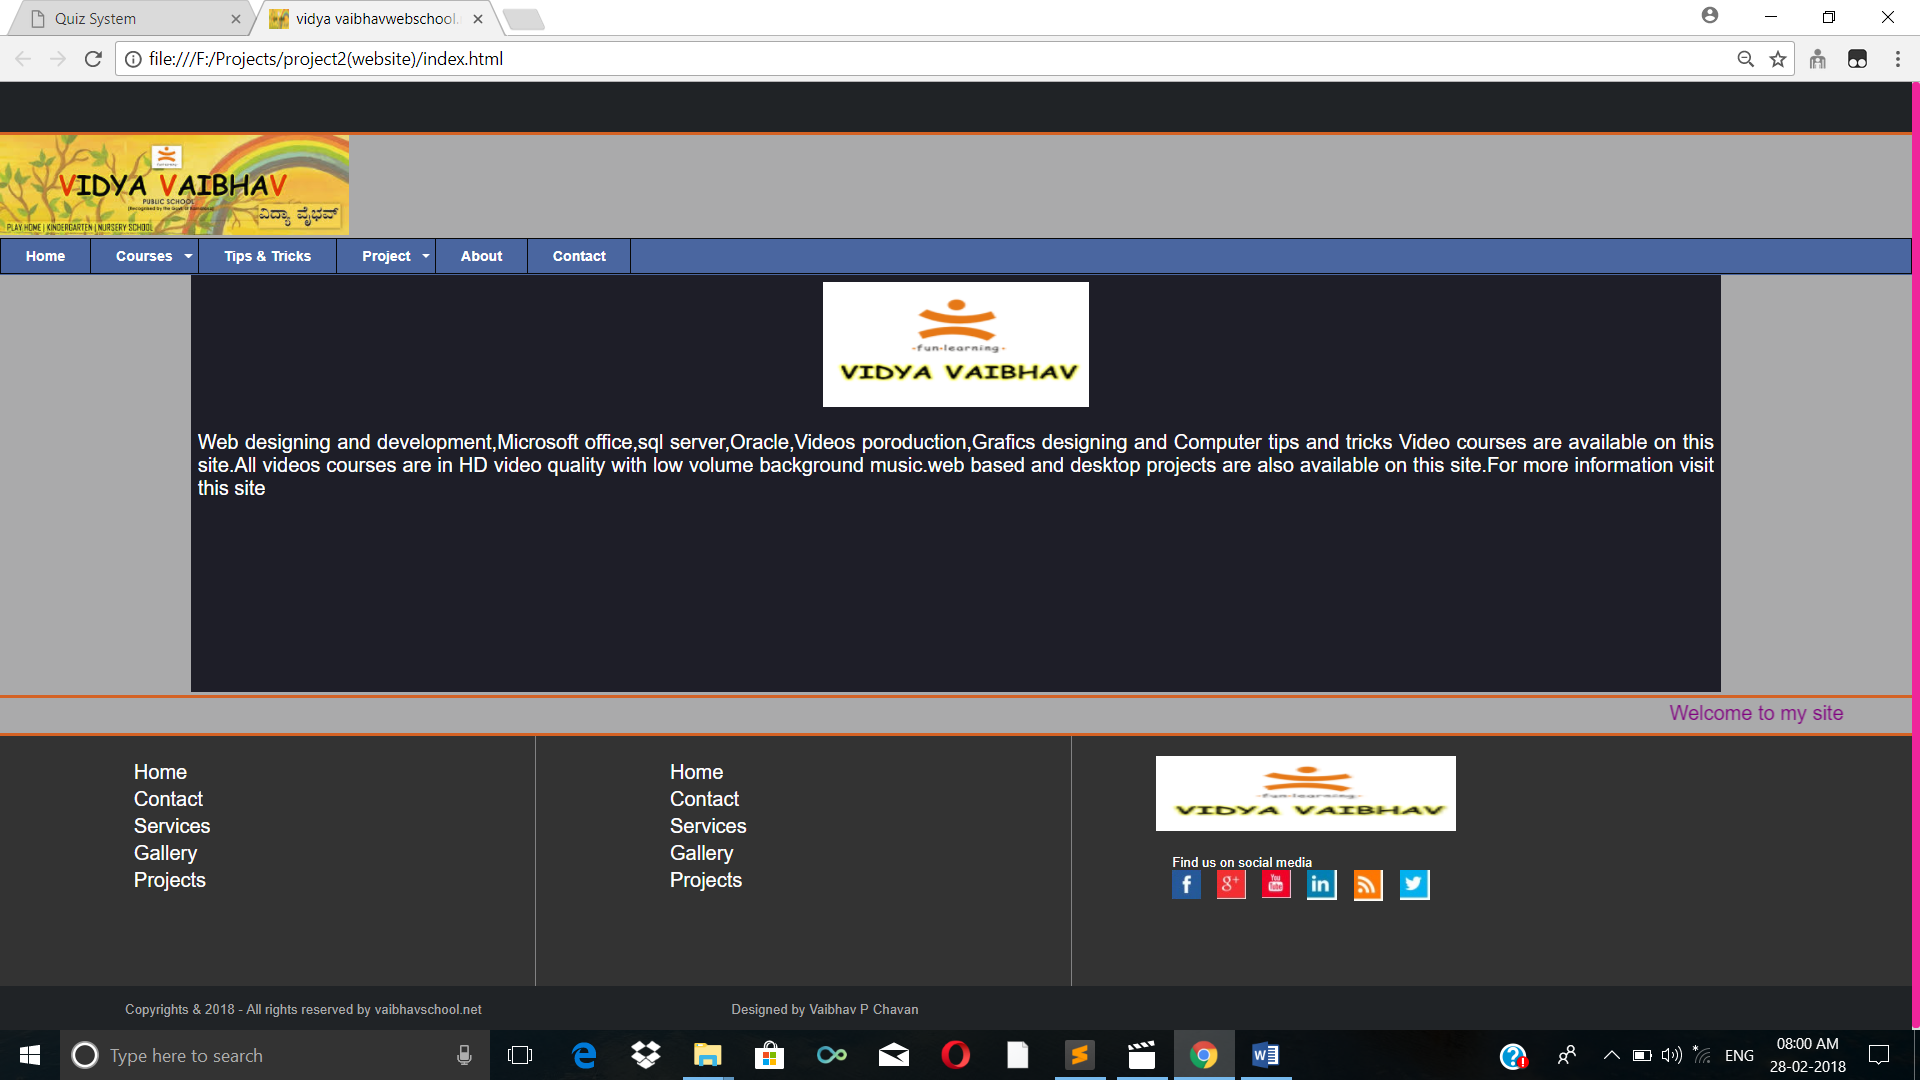 Quiz System
vidya vaibhavwebschool.
file:///F:/Projects/project2(website)/index.html
VIDYA VAIBHAV
PUBLIC SCHOOL
ವಿದ್ಯಾ ವೈಭವ್
PLAY HOME | KINDERGARTEN | NURSERY SCHOOL
Home Courses Tips & Tricks Project About Contact
-fun-learning-
VIDYA VAIBHAV
Web designing and development,Microsoft office,sql server,Oracle,Videos poroduction,Grafics designing and Computer tips and tricks Video courses are available on this
site.All videos courses are in HD video quality with low volume background music.web based and desktop projects are also available on this site.For more information visit
this site
Welcome to my site
Home
Contact
Services
Gallery
Projects
Home
Contact
Services
Gallery
Projects
-fun-learning-
VIDYA VAIBHAV
Find us on social media
f g+ You Tube in
Copyrights & 2018 - All rights reserved by vaibhavschool.net
Designed by Vaibhav P Chavan
Type here to search
ENG
08:00 AM
28-02-2018